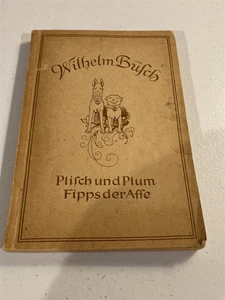 Wilhelm Busch
Plisch und Plum
Fipps der Affe